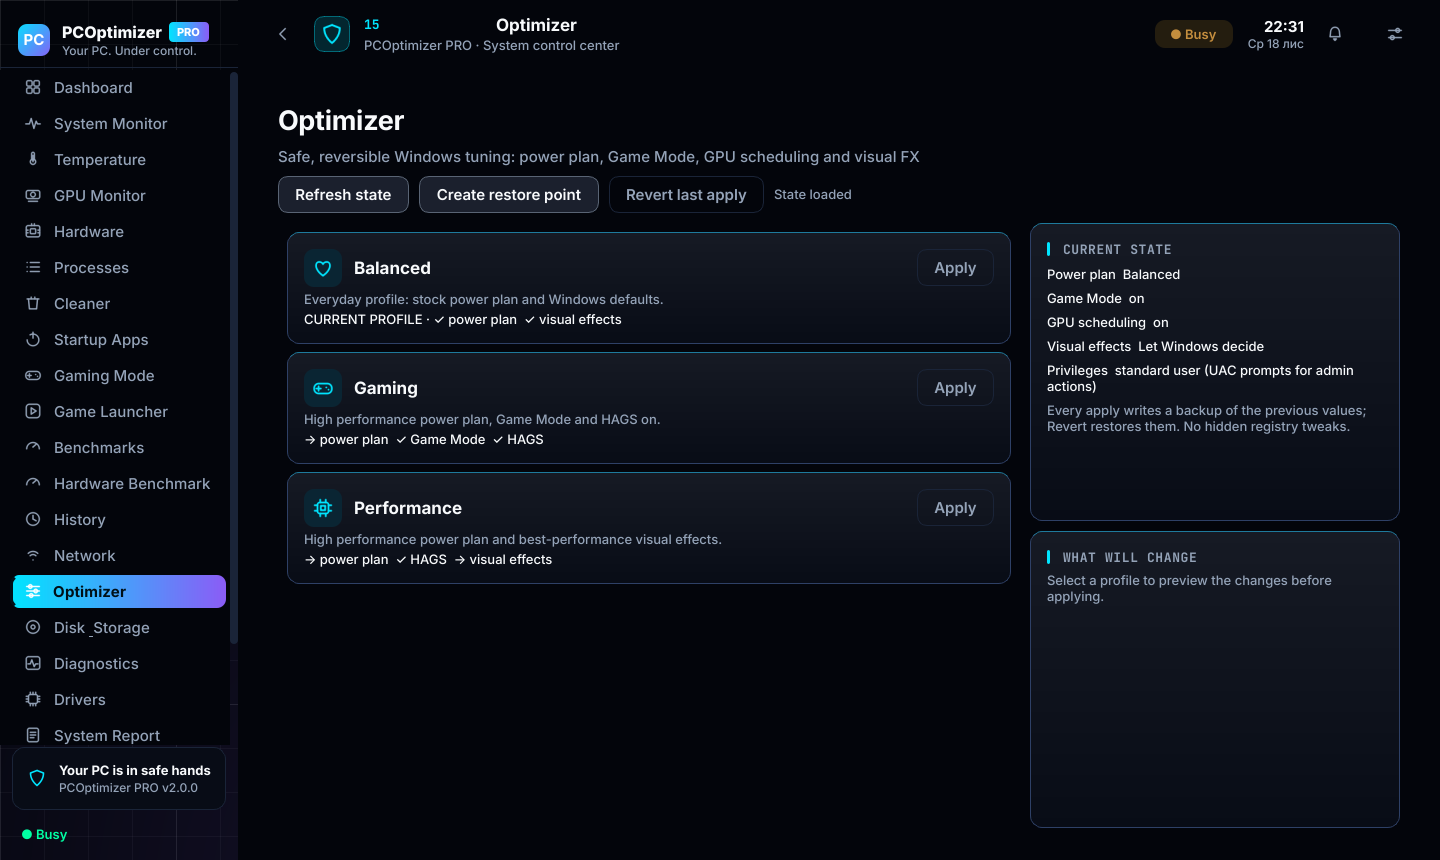 PC
PCOptimizer PRO
Your PC. Under control.
Dashboard
System Monitor
Temperature
GPU Monitor
Hardware
Processes
Cleaner
Startup Apps
Gaming Mode
Game Launcher
Benchmarks
Hardware Benchmark
History
Network
Optimizer
Disk _Storage
Diagnostics
Drivers
System Report
Your PC is in safe hands
PCOptimizer PRO v2.0.0
Busy
15 Optimizer
PCOptimizer PRO · System control center
Busy
22:31
Ср 18 лис
Optimizer
Safe, reversible Windows tuning: power plan, Game Mode, GPU scheduling and visual FX
Refresh state Create restore point Revert last apply State loaded
Balanced Apply
Everyday profile: stock power plan and Windows defaults.
CURRENT PROFILE · ✓ power plan ✓ visual effects
Gaming Apply
High performance power plan, Game Mode and HAGS on.
→ power plan ✓ Game Mode ✓ HAGS
Performance Apply
High performance power plan and best-performance visual effects.
→ power plan ✓ HAGS → visual effects
CURRENT STATE
Power plan Balanced
Game Mode on
GPU scheduling on
Visual effects Let Windows decide
Privileges standard user (UAC prompts for admin
actions)
Every apply writes a backup of the previous values;
Revert restores them. No hidden registry tweaks.
WHAT WILL CHANGE
Select a profile to preview the changes before
applying.